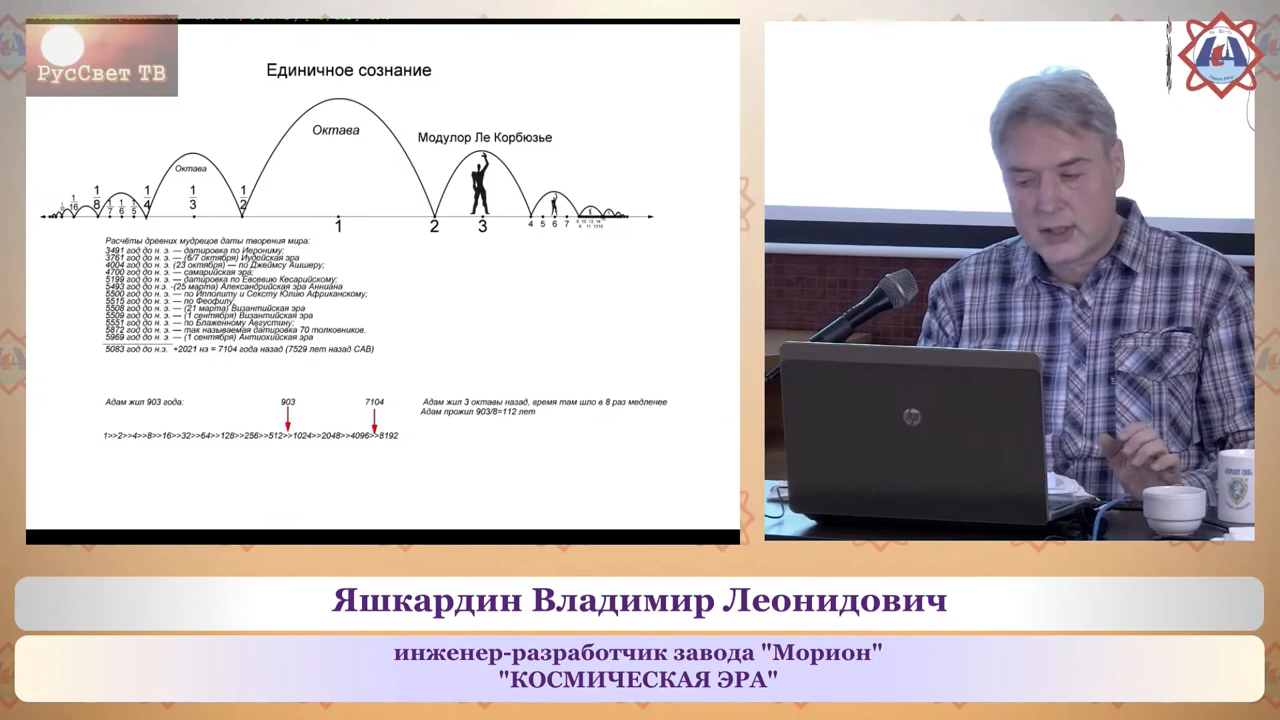 РусСвет ТВ
Единичное сознание
Октава
Модулор Ле Корбюзье
Октава
1/16 1/8 1/7 1/6 1/5 1/4 1/3 1/2 1 2 3 4 5 6 7
Расчёты древних мудрецов даты творения мира:
3491 год до н. э. — датировка по Иерониму;
3761 год до н. э. — (6/7 октября) Иудейская эра
4004 год до н. э. — (23 октября) — по Джеймсу Ашшеру;
4700 год до н. э. — самарийская эра;
5199 год до н. э. — датировка по Евсевию Кесарийскому;
5493 год до н.э. -(25 марта) Александрийская эра Анниана
5500 год до н. э. — по Ипполиту и Сексту Юлию Африканскому;
5515 год до н. э. — по Феофилу;
5508 год до н. э. — (21 марта) Византийская эра
5509 год до н. э. — (1 сентября) Византийская эра
5551 год до н. э. — по Блаженному Августину;
5872 год до н. э. — так называемая датировка 70 толковников.
5969 год до н. э. — (1 сентября) Антиохийская эра
5083 год до н.э. +2021 нэ = 7104 года назад (7529 лет назад САВ)
Адам жил 903 года: 903 7104 Адам жил 3 октавы назад, время там шло в 8 раз медленее
Адам прожил 903/8=112 лет
1>>2>>4>>8>>16>>32>>64>>128>>256>>512>>1024>>2048>>4096>>8192
hp
Яшкардин Владимир Леонидович
инженер-разработчик завода "Морион"
"КОСМИЧЕСКАЯ ЭРА"